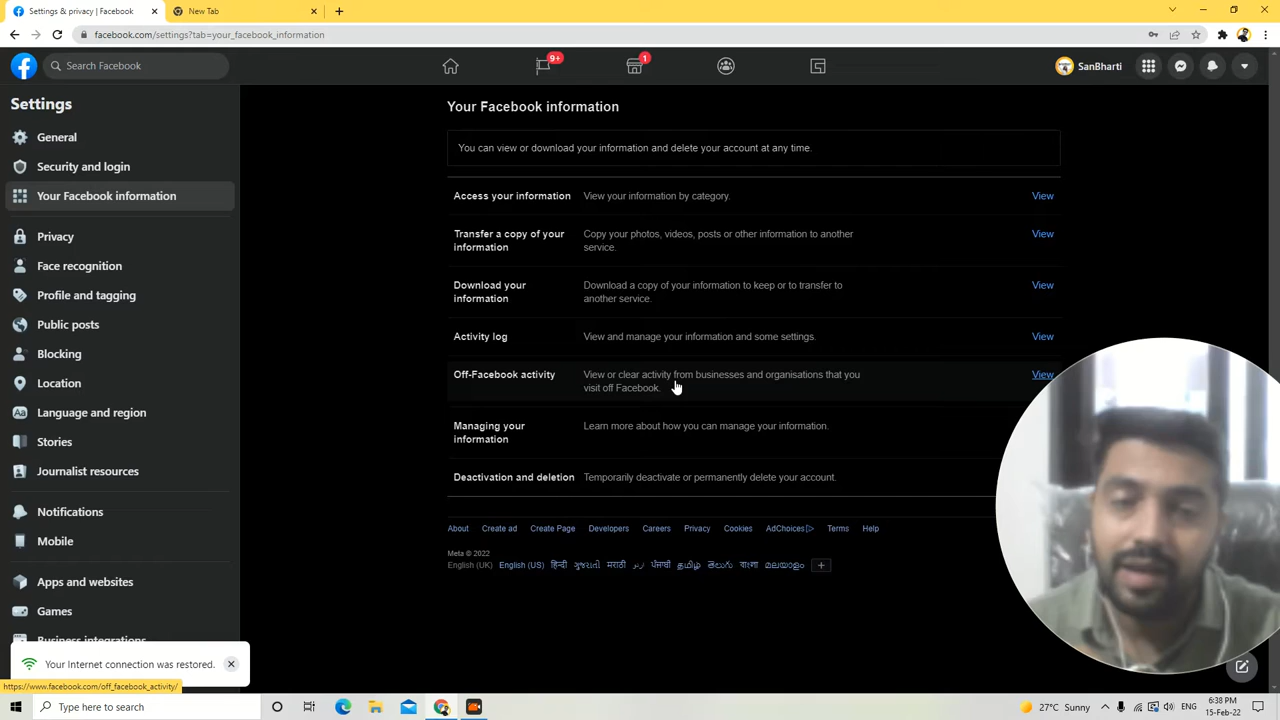 Settings & privacy | Facebook
New Tab
facebook.com/settings?tab=your_facebook_information
Search Facebook
9+
1
SanBharti
Settings
General
Security and login
Your Facebook information
Privacy
Face recognition
Profile and tagging
Public posts
Blocking
Location
Language and region
Stories
Journalist resources
Notifications
Mobile
Apps and websites
Games
Business integrations
Your Facebook information
You can view or download your information and delete your account at any time.
Access your information View your information by category. View
Transfer a copy of your information Copy your photos, videos, posts or other information to another service. View
Download your information Download a copy of your information to keep or to transfer to another service. View
Activity log View and manage your information and some settings. View
Off-Facebook activity View or clear activity from businesses and organisations that you visit off Facebook. View
Managing your information Learn more about how you can manage your information.
Deactivation and deletion Temporarily deactivate or permanently delete your account.
About Create ad Create Page Developers Careers Privacy Cookies AdChoices Terms Help
Meta © 2022
English (UK) English (US) हिन्दी ગુજરાતી मराठी اردو ਪੰਜਾਬੀ தமிழ் తెలుగు বাংলা മലയാളം
Your Internet connection was restored.
https://www.facebook.com/off_facebook_activity/
Type here to search
27°C Sunny
ENG
6:38 PM
15-Feb-22